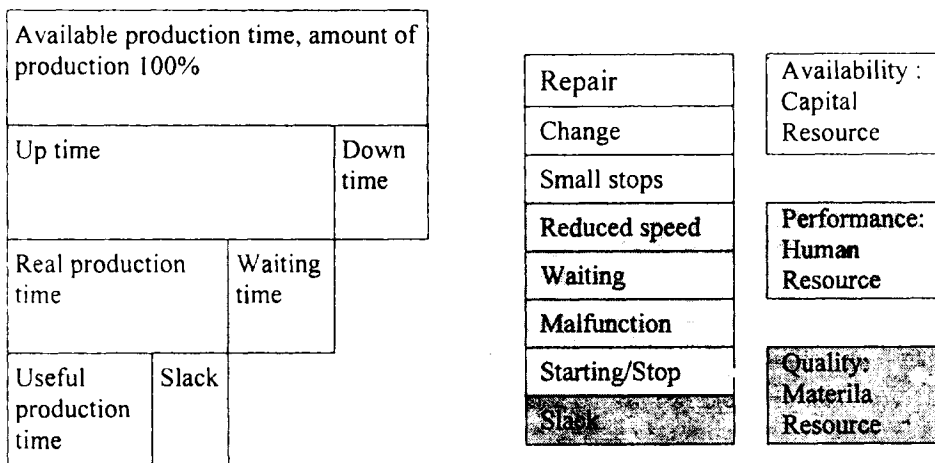 Available production time, amount of
production 100%
Up time
Down
time
Real production
time
Waiting
time
Useful
production
time
Slack
Repair
Change
Small stops
Reduced speed
Waiting
Malfunction
Starting/Stop
Slack
Availability :
Capital
Resource
Performance:
Human
Resource
Quality:
Materila
Resource